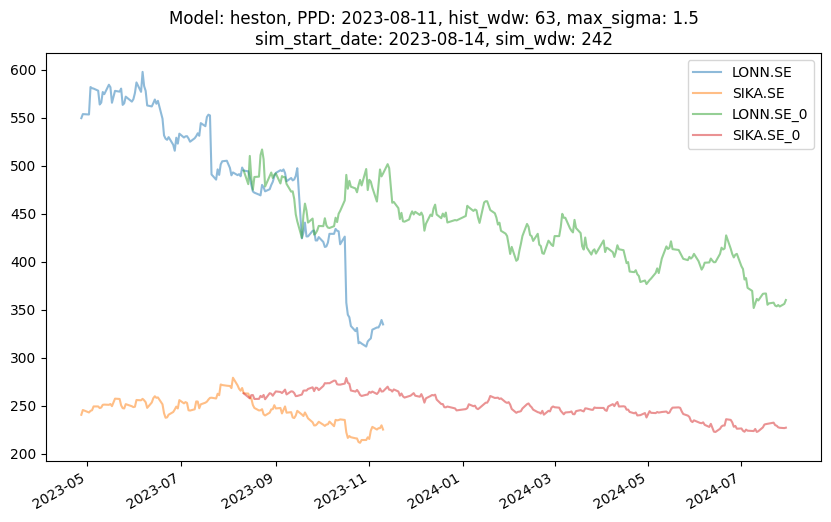 Model: heston, PPD: 2023-08-11, hist_wdw: 63, max_sigma: 1.5
sim_start_date: 2023-08-14, sim_wdw: 242
LONN.SE
SIKA.SE
LONN.SE_0
SIKA.SE_0
600
550
500
450
400
350
300
250
200
2023-05
2023-07
2023-09
2023-11
2024-01
2024-03
2024-05
2024-07